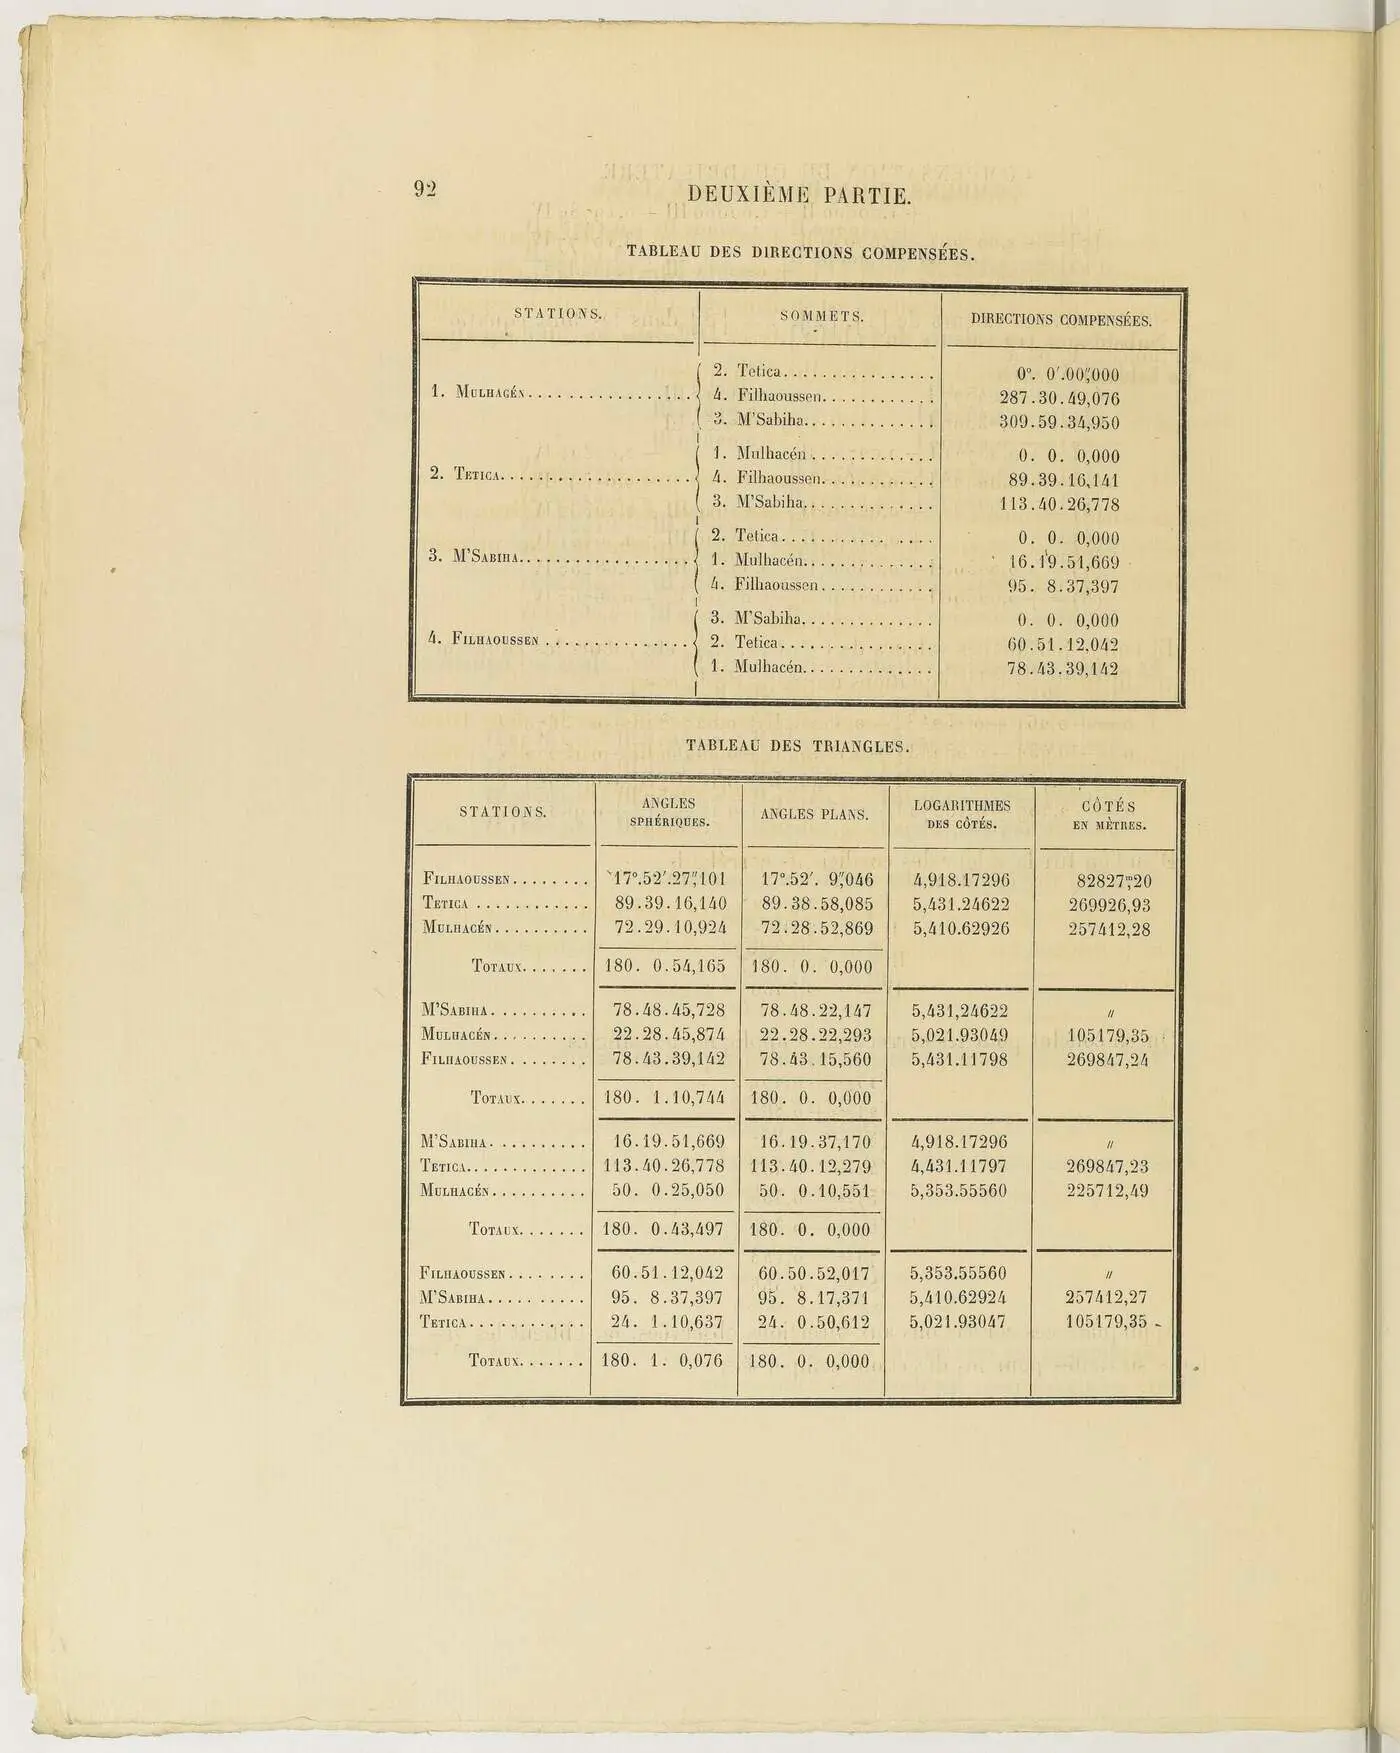 92
DEUXIÈME PARTIE.
TABLEAU DES DIRECTIONS COMPENSÉES.
STATIONS. SOMMETS. DIRECTIONS COMPENSÉES.
2. Tetica................ 0°. 0′.00″,000
1. MULHAGÉN................. 4. Filhaoussen............ 287.30.49,076
3. M'Sabiha.............. 309.59.34,950
1. Mulhacén............. 0. 0. 0,000
2. TETICA.................... 4. Filhaoussen............ 89.39.16,141
3. M'Sabiha.............. 113.40.26,778
2. Tetica................ 0. 0. 0,000
3. M'SABIHA.................. 1. Mulhacén.............. 16.19.51,669
4. Filhaoussen............ 95. 8.37,397
3. M'Sabiha.............. 0. 0. 0,000
4. FILHAOUSSEN............... 2. Tetica................ 60.51.12,042
1. Mulhacén.............. 78.43.39,142
TABLEAU DES TRIANGLES.
STATIONS. ANGLES SPHÉRIQUES. ANGLES PLANS. LOGARITHMES DES CÔTÉS. CÔTÉS EN MÈTRES.
FILHAOUSSEN........ 17°.52′.27″,101 17°.52′. 9″,046 4,918.17296 82827m,20
TETICA............ 89.39.16,140 89.38.58,085 5,431.24622 269926,93
MULHACÉN.......... 72.29.10,924 72.28.52,869 5,410.62926 257412,28
TOTAUX....... 180. 0.54,165 180. 0. 0,000
M'SABIHA.......... 78.48.45,728 78.48.22,147 5,431,24622 〃
MULHACÉN.......... 22.28.45,874 22.28.22,293 5,021.93049 105179,35
FILHAOUSSEN........ 78.43.39,142 78.43.15,560 5,431.11798 269847,24
TOTAUX....... 180. 1.10,744 180. 0. 0,000
M'SABIHA.......... 16.19.51,669 16.19.37,170 4,918.17296 〃
TETICA............. 113.40.26,778 113.40.12,279 4,431.11797 269847,23
MULHACÉN.......... 50. 0.25,050 50. 0.10,551 5,353.55560 225712,49
TOTAUX....... 180. 0.43,497 180. 0. 0,000
FILHAOUSSEN........ 60.51.12,042 60.50.52,017 5,353.55560 〃
M'SABIHA.......... 95. 8.37,397 95. 8.17,371 5,410.62924 257412,27
TETICA............ 24. 1.10,637 24. 0.50,612 5,021.93047 105179,35
TOTAUX....... 180. 1. 0,076 180. 0. 0,000